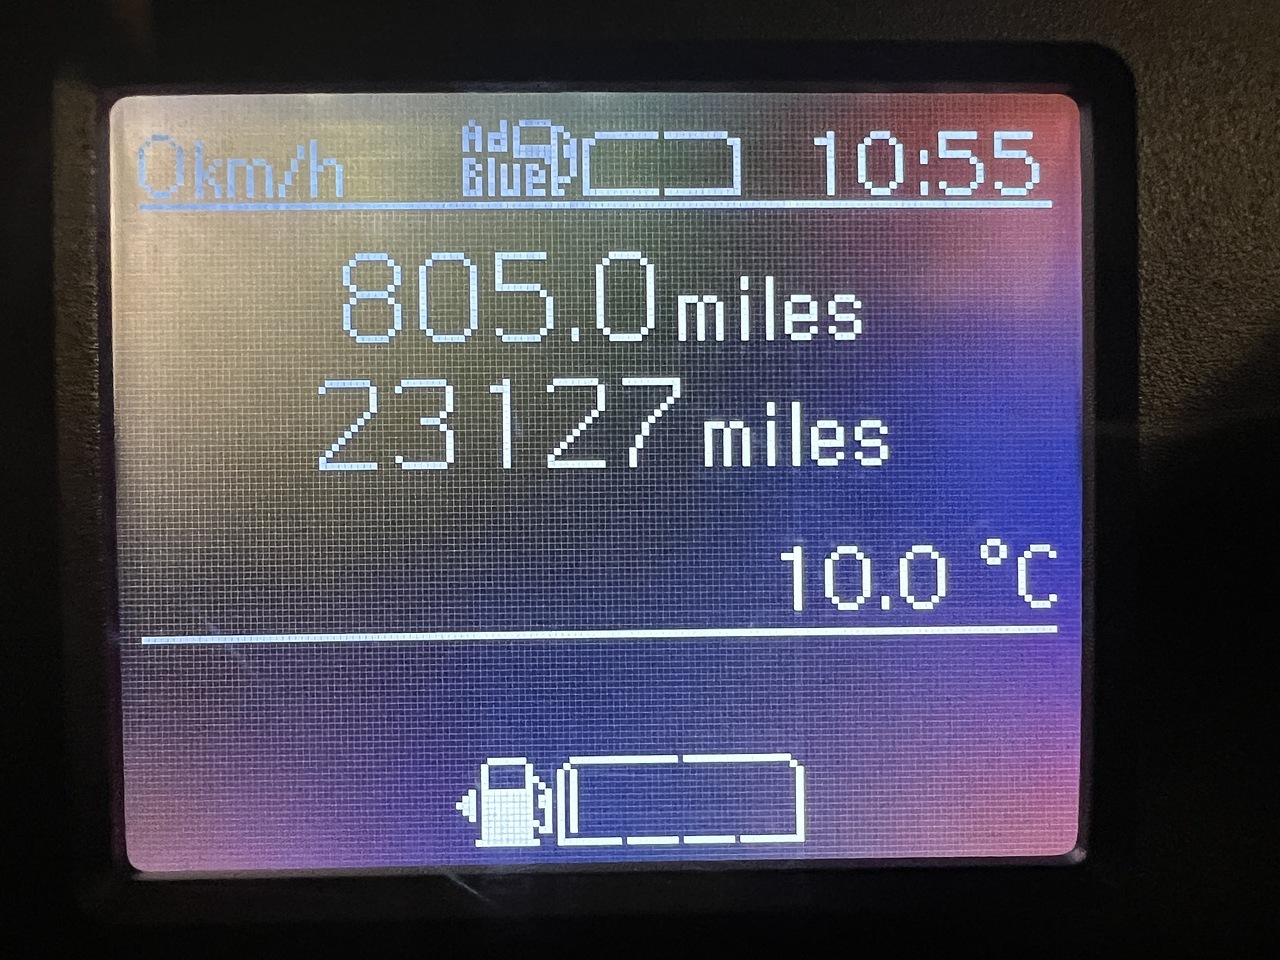 0km/h Ad 10:55
Blue
805.0 miles
23127 miles
10.0 °C